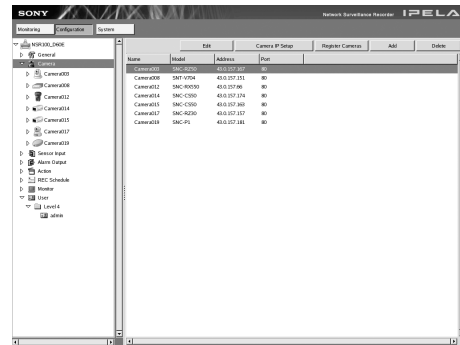 SONY Network Surveillance Recorder IPELA
Monitoring Configuration System
NSR100_D60E
General
Camera
Camera003
Camera008
Camera012
Camera014
Camera015
Camera017
Camera019
Sensor Input
Alarm Output
Action
REC Schedule
Monitor
User
Level 4
admin
Edit Camera IP Setup Register Cameras Add Delete
Name Model Address Port
Camera003 SNC-RZ50 43.0.157.167 80
Camera008 SNT-V704 43.0.157.151 80
Camera012 SNC-RX550 43.0.157.66 80
Camera014 SNC-CS50 43.0.157.174 80
Camera015 SNC-CS50 43.0.157.163 80
Camera017 SNC-RZ30 43.0.157.157 80
Camera019 SNC-P1 43.0.157.181 80